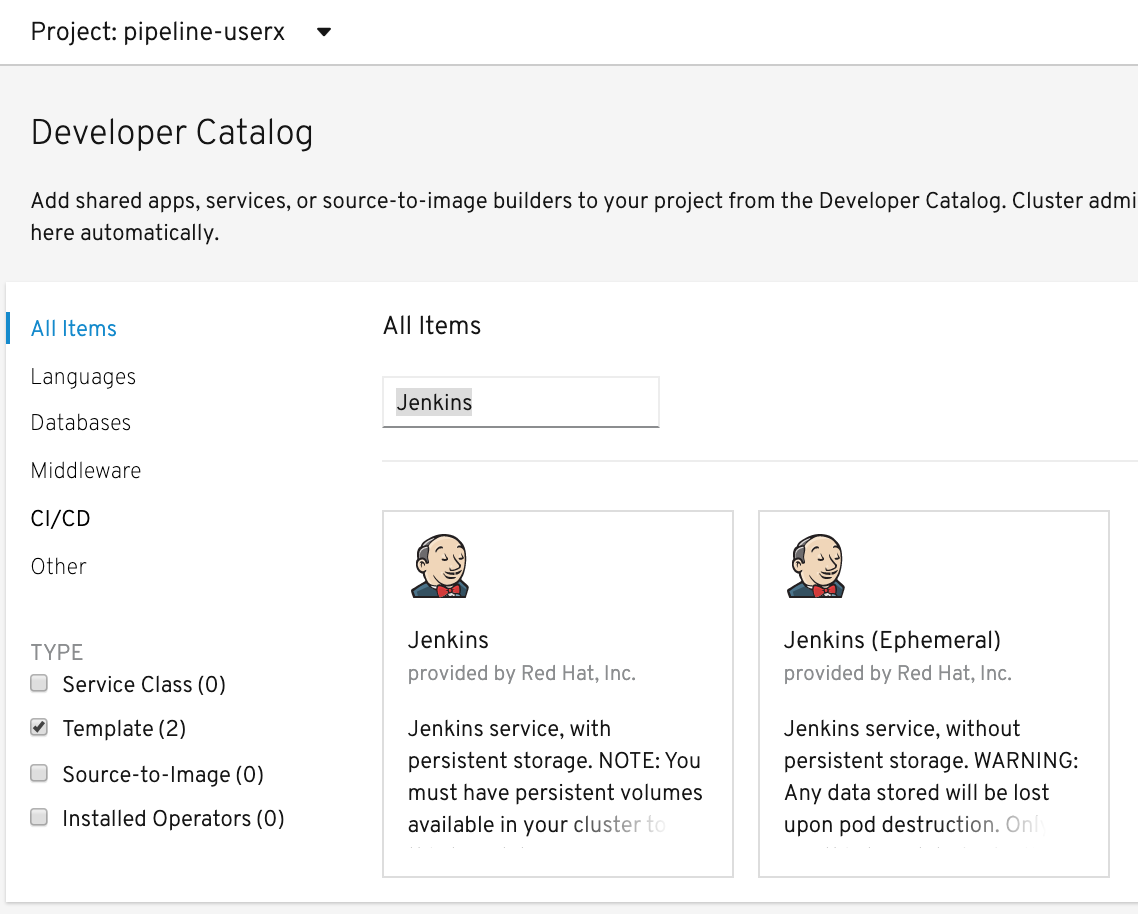 Project: pipeline-userx
Developer Catalog
Add shared apps, services, or source-to-image builders to your project from the Developer Catalog. Cluster admi
here automatically.
All Items
Languages
Databases
Middleware
CI/CD
Other
TYPE
Service Class (0)
Template (2)
Source-to-Image (0)
Installed Operators (0)
All Items
Jenkins
Jenkins
provided by Red Hat, Inc.
Jenkins service, with
persistent storage. NOTE: You
must have persistent volumes
available in your cluster to
Jenkins (Ephemeral)
provided by Red Hat, Inc.
Jenkins service, without
persistent storage. WARNING:
Any data stored will be lost
upon pod destruction. Only